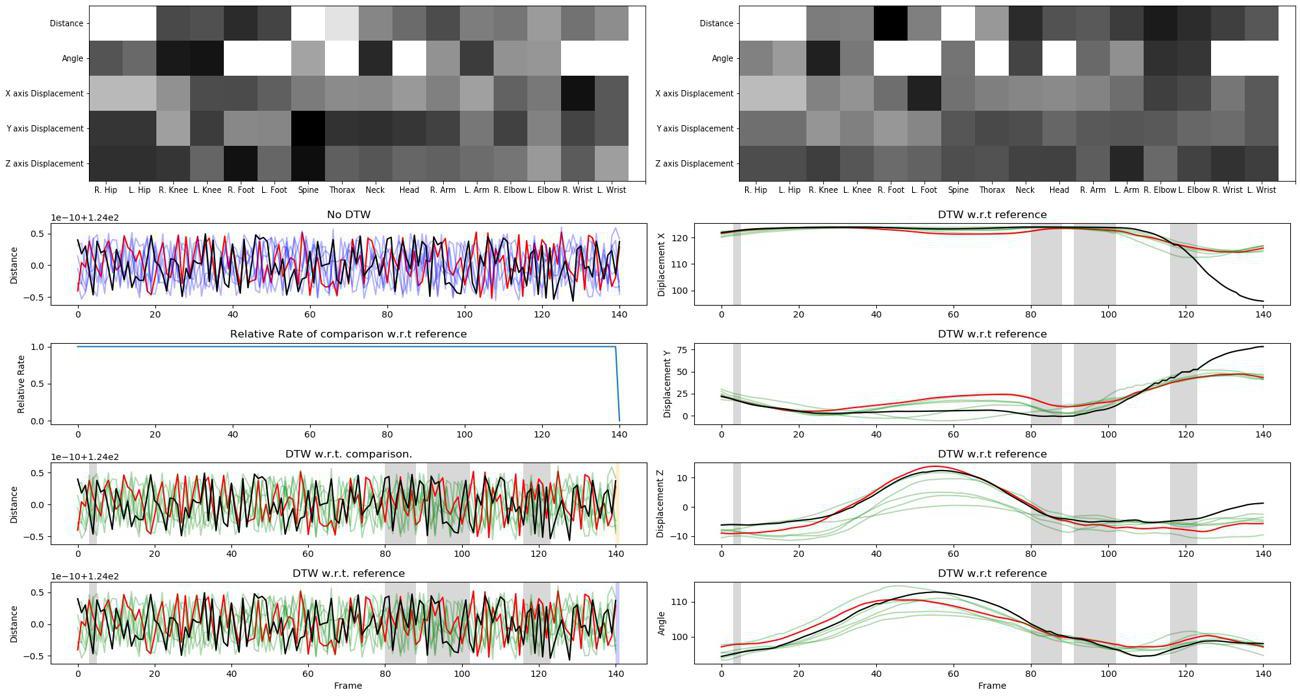 Distance
Angle
X axis Displacement
Y axis Displacement
Z axis Displacement
R. Hip L. Hip R. Knee L. Knee R. Foot L. Foot Spine Thorax Neck Head R. Arm L. Arm R. Elbow L. Elbow R. Wrist L. Wrist
Distance
Angle
X axis Displacement
Y axis Displacement
Z axis Displacement
R. Hip L. Hip R. Knee L. Knee R. Foot L. Foot Spine Thorax Neck Head R. Arm L. Arm R. Elbow L. Elbow R. Wrist L. Wrist
1e−10+1.24e2
No DTW
Distance
0.5
0.0
−0.5
0 20 40 60 80 100 120 140
Relative Rate of comparison w.r.t reference
Relative Rate
1.0
0.5
0.0
0 20 40 60 80 100 120 140
1e−10+1.24e2
DTW w.r.t. comparison.
Distance
0.5
0.0
−0.5
0 20 40 60 80 100 120 140
1e−10+1.24e2
DTW w.r.t. reference
Distance
0.5
0.0
−0.5
0 20 40 60 80 100 120 140
Frame
DTW w.r.t reference
Diplacement X
120
110
100
0 20 40 60 80 100 120 140
DTW w.r.t reference
Displacement Y
75
50
25
0
0 20 40 60 80 100 120 140
DTW w.r.t reference
Displacement Z
10
0
−10
0 20 40 60 80 100 120 140
DTW w.r.t reference
Angle
110
100
0 20 40 60 80 100 120 140
Frame